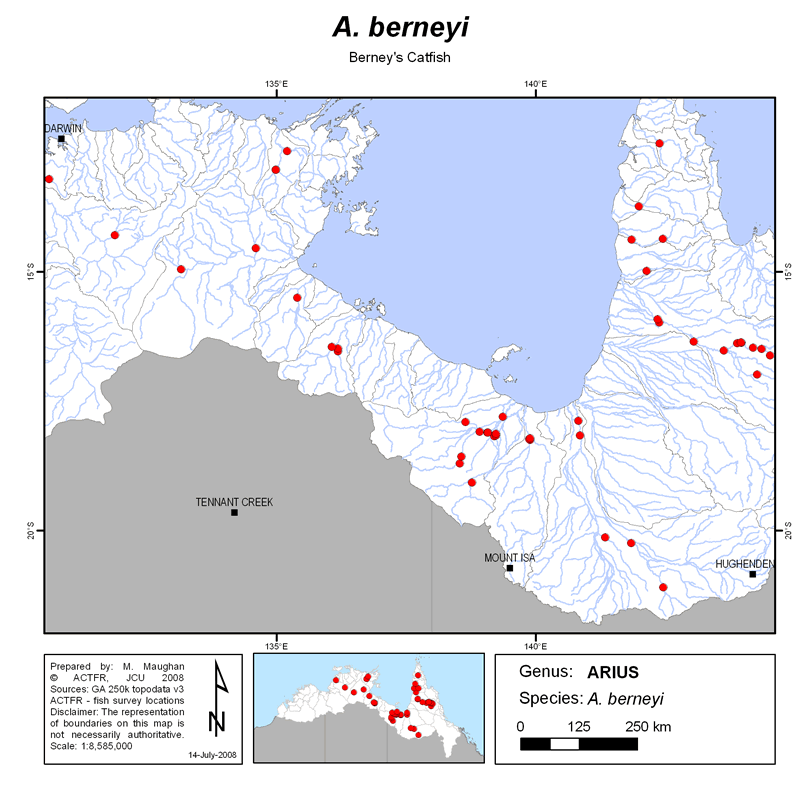 A. berneyi
Berney's Catfish
135°E 140°E
DARWIN
15°S 15°S
TENNANT CREEK
20°S 20°S
MOUNT ISA
HUGHENDEN
135°E 140°E
Prepared by: M. Maughan
© ACTFR, JCU 2008
Sources: GA 250k topodata v3
ACTFR - fish survey locations
Disclaimer: The representation
of boundaries on this map is
not necessarily authoritative.
Scale: 1:8,585,000
14-July-2008
N
Genus: ARIUS
Species: A. berneyi
0 125 250 km